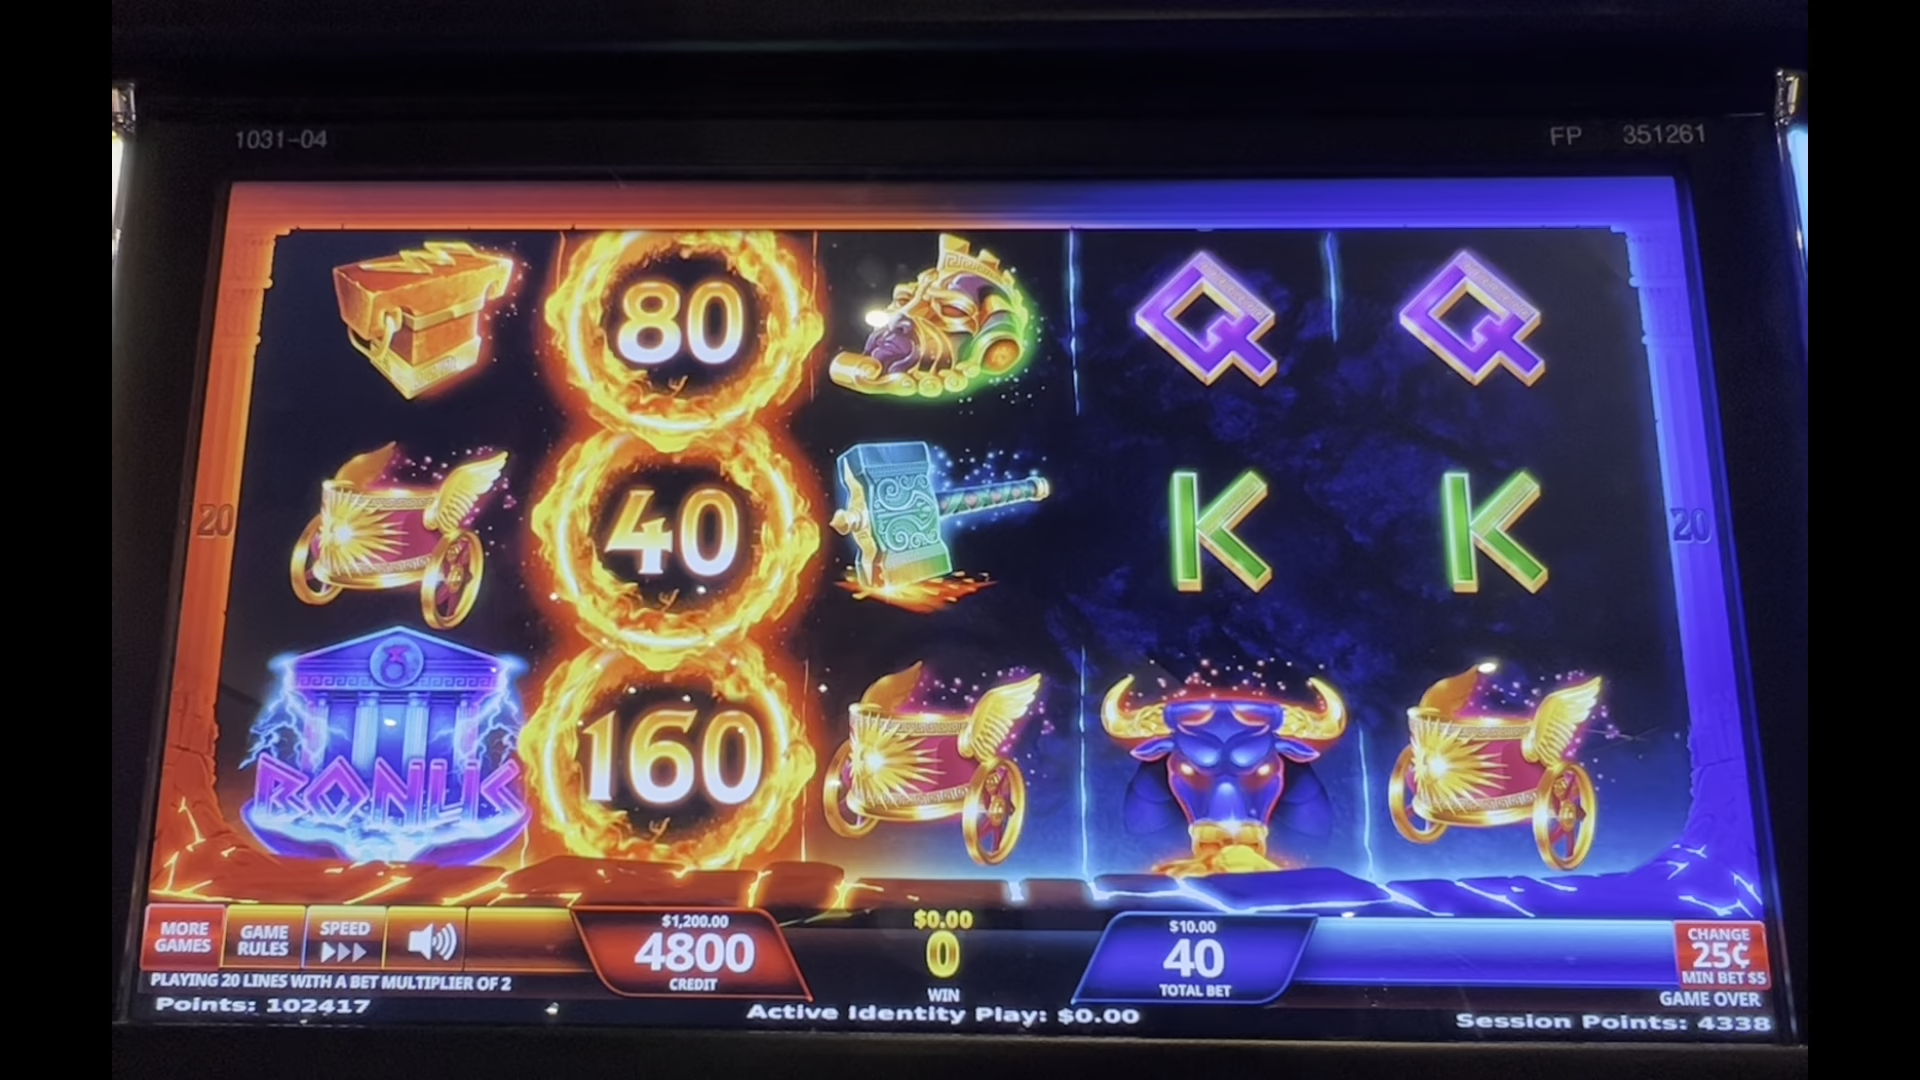 1031-04
FP 351261
80
Q
Q
20
40
K
K
20
BONUS
160
MORE GAMES
GAME RULES
SPEED
$1,200.00
4800
CREDIT
$0.00
0
WIN
$10.00
40
TOTAL BET
CHANGE
25¢
MIN BET $5
PLAYING 20 LINES WITH A BET MULTIPLIER OF 2
GAME OVER
Points: 102417
Active Identity Play: $0.00
Session Points: 4338